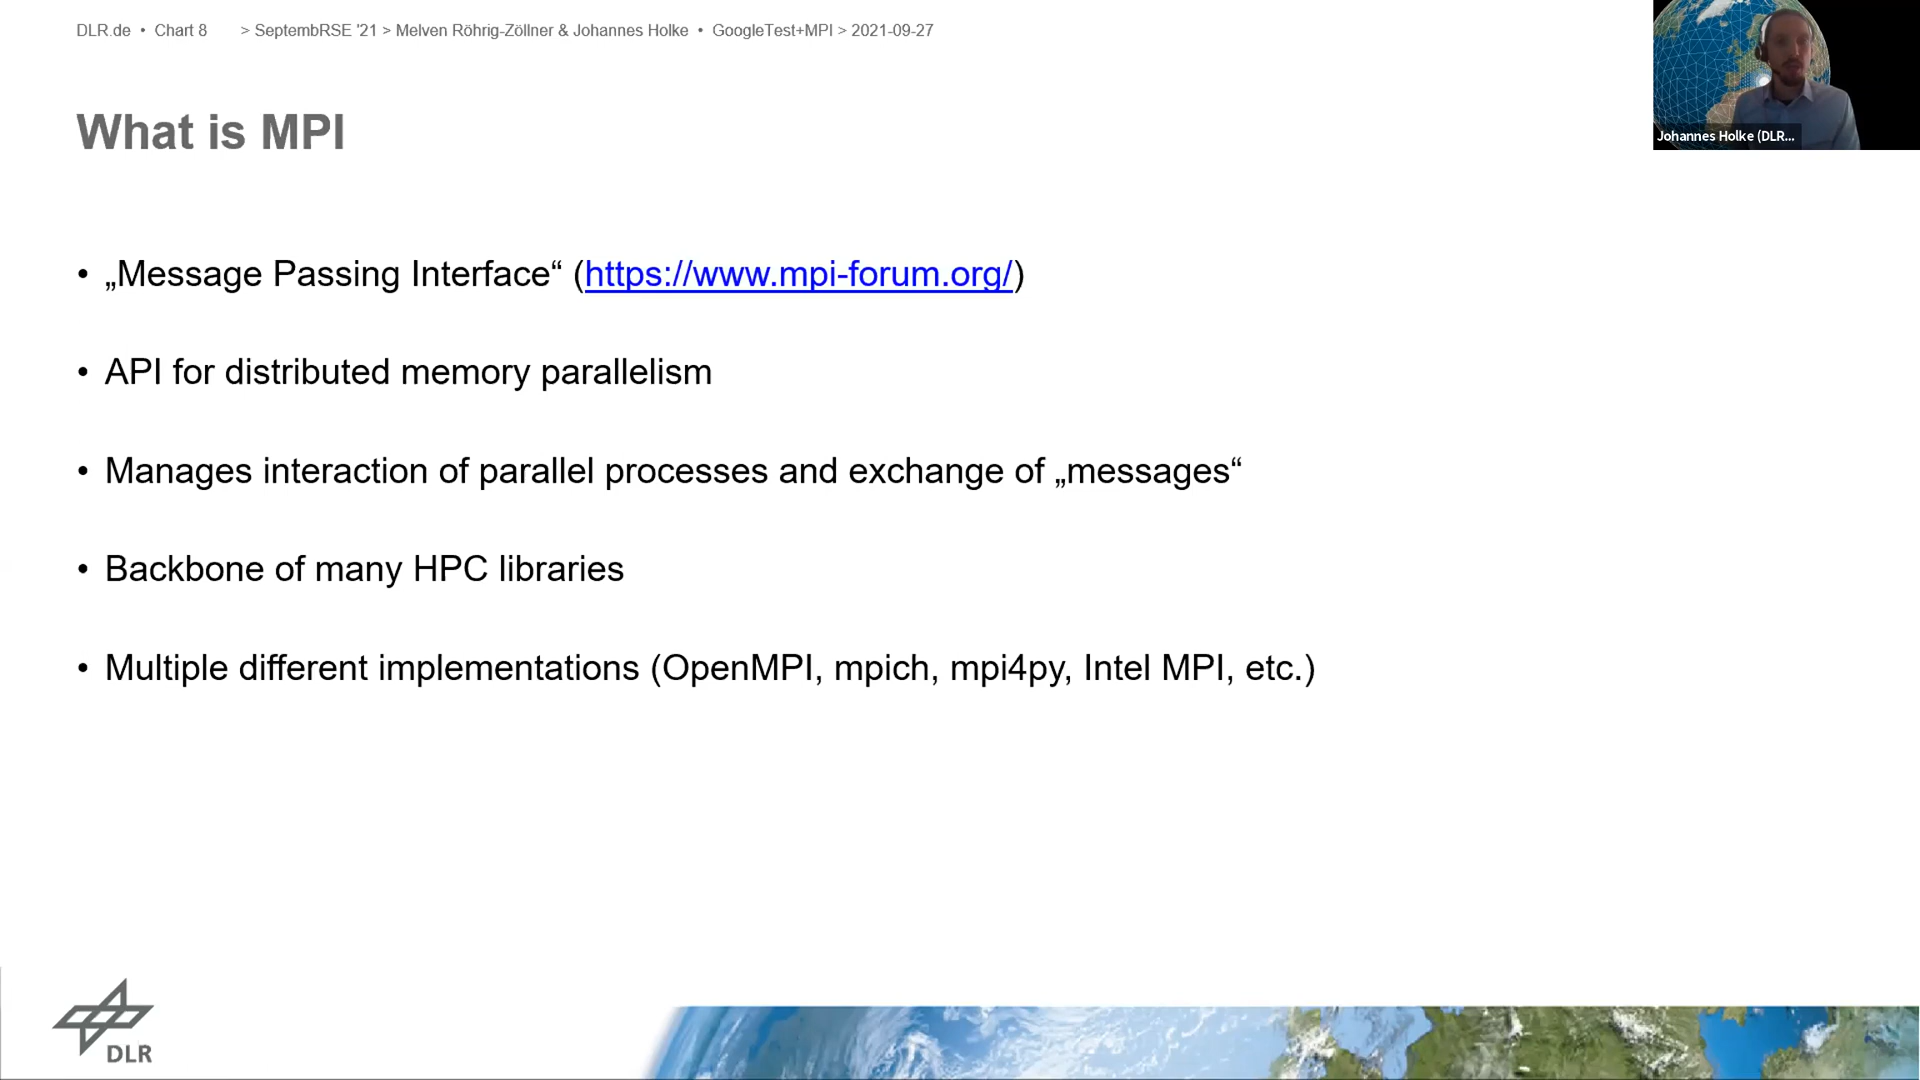 DLR.de • Chart 8 > SeptembRSE '21 > Melven Röhrig-Zöllner & Johannes Holke • GoogleTest+MPI > 2021-09-27
Johannes Holke (DLR...
What is MPI
• „Message Passing Interface“ (https://www.mpi-forum.org/)
• API for distributed memory parallelism
• Manages interaction of parallel processes and exchange of „messages“
• Backbone of many HPC libraries
• Multiple different implementations (OpenMPI, mpich, mpi4py, Intel MPI, etc.)
DLR